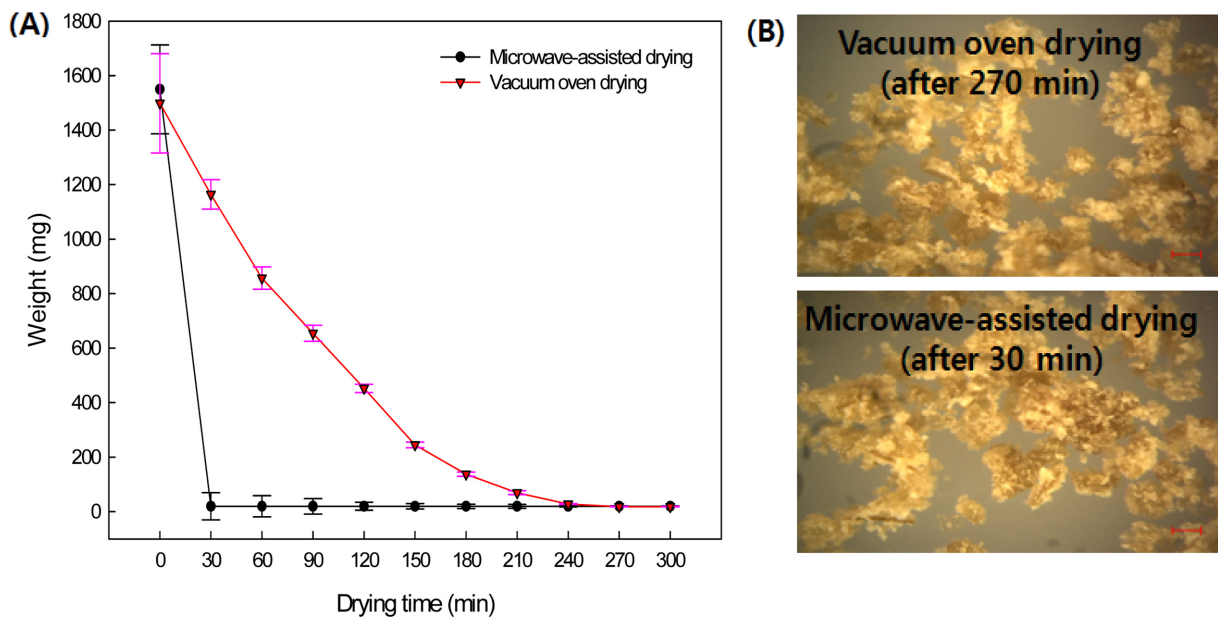 (A)
1800
1600
1400
1200
1000
800
600
400
200
0
Weight (mg)
Microwave-assisted drying
Vacuum oven drying
0 30 60 90 120 150 180 210 240 270 300
Drying time (min)
(B)
Vacuum oven drying
(after 270 min)
Microwave-assisted drying
(after 30 min)